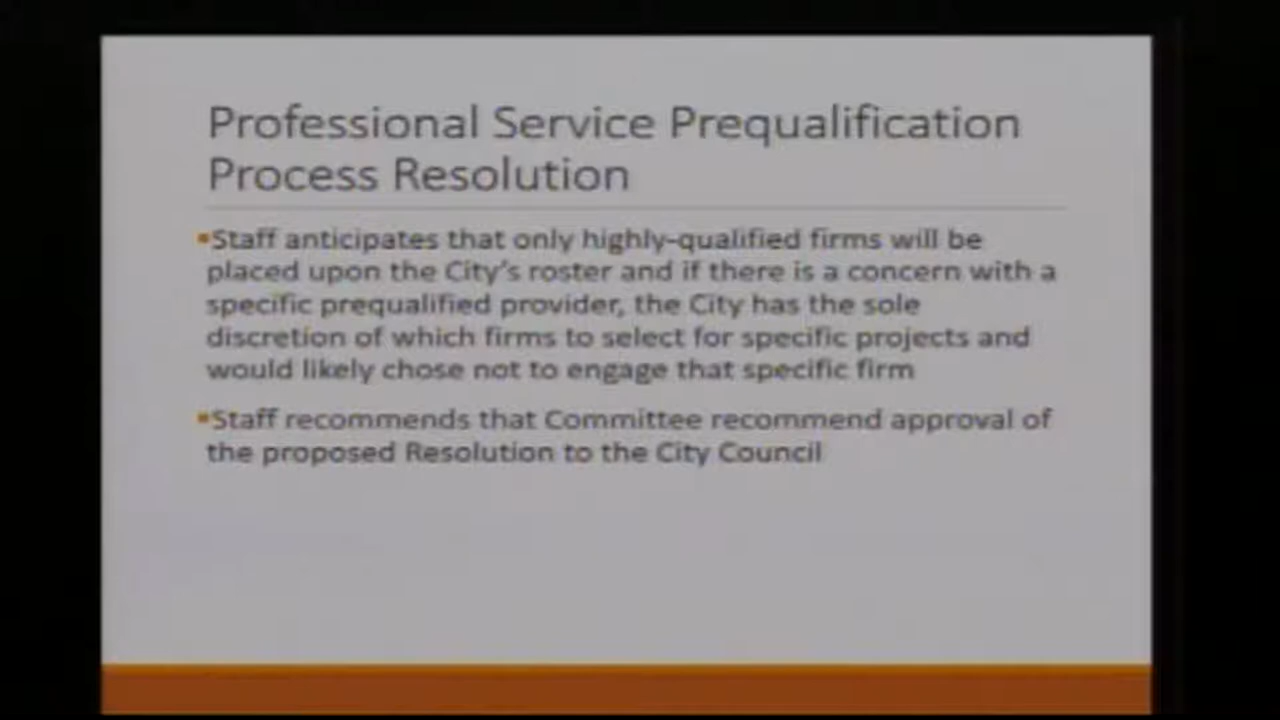 Professional Service Prequalification
Process Resolution
▪Staff anticipates that only highly-qualified firms will be
placed upon the City's roster and if there is a concern with a
specific prequalified provider, the City has the sole
discretion of which firms to select for specific projects and
would likely chose not to engage that specific firm
▪Staff recommends that Committee recommend approval of
the proposed Resolution to the City Council